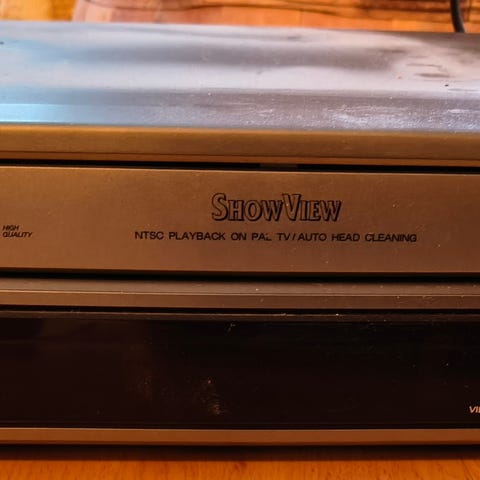 SHOWVIEW
HIGH
QUALITY
NTSC PLAYBACK ON PAL TV/AUTO HEAD CLEANING